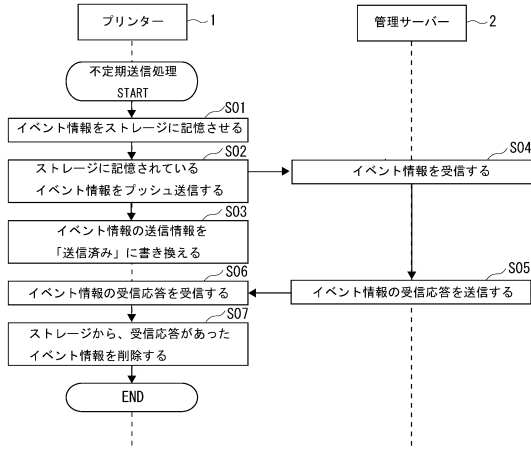 プリンター
1
管理サーバー
2
不定期送信処理
START
S01
イベント情報をストレージに記憶させる
S02
ストレージに記憶されている
イベント情報をプッシュ送信する
S04
イベント情報を受信する
S03
イベント情報の送信情報を
「送信済み」に書き換える
S05
イベント情報の受信応答を送信する
S06
イベント情報の受信応答を受信する
S07
ストレージから、受信応答があった
イベント情報を削除する
END